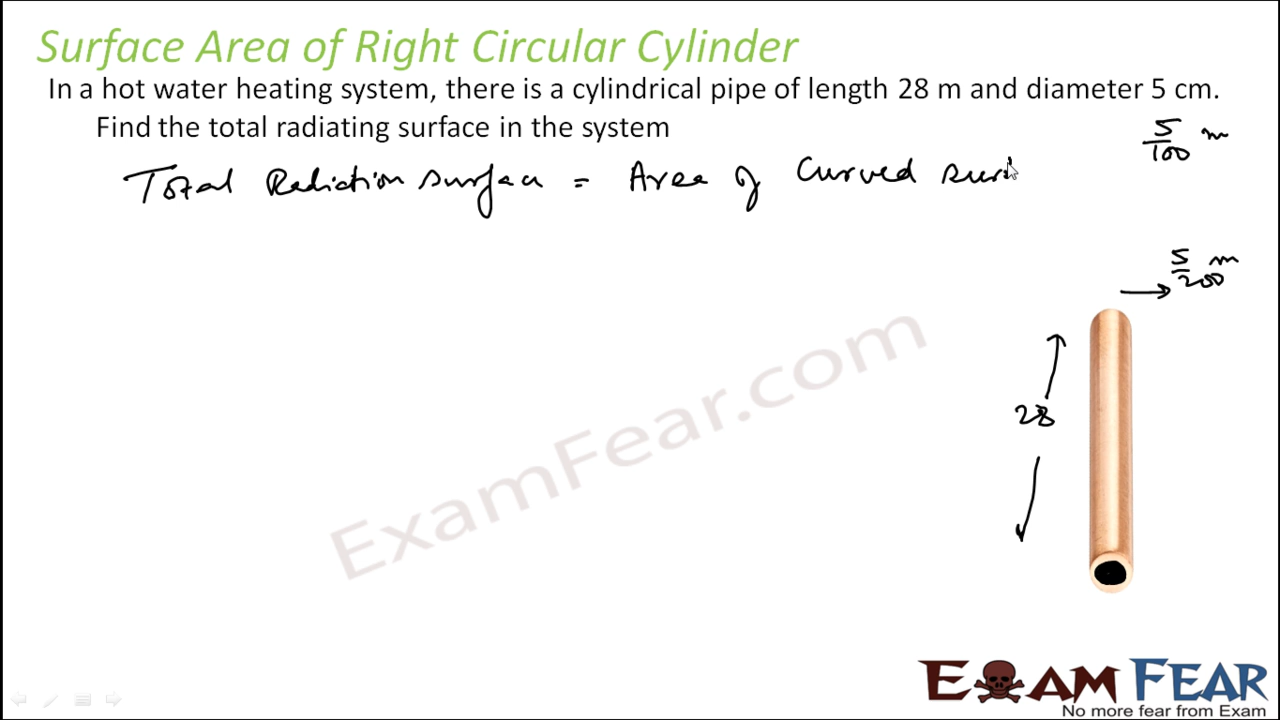 Surface Area of Right Circular Cylinder
In a hot water heating system, there is a cylindrical pipe of length 28 m and diameter 5 cm.
Find the total radiating surface in the system
5/100 m
Total Radiation surface = Area of Curved sur
5/200 m
28
ExamFear.com
EXAM FEAR
No more fear from Exam